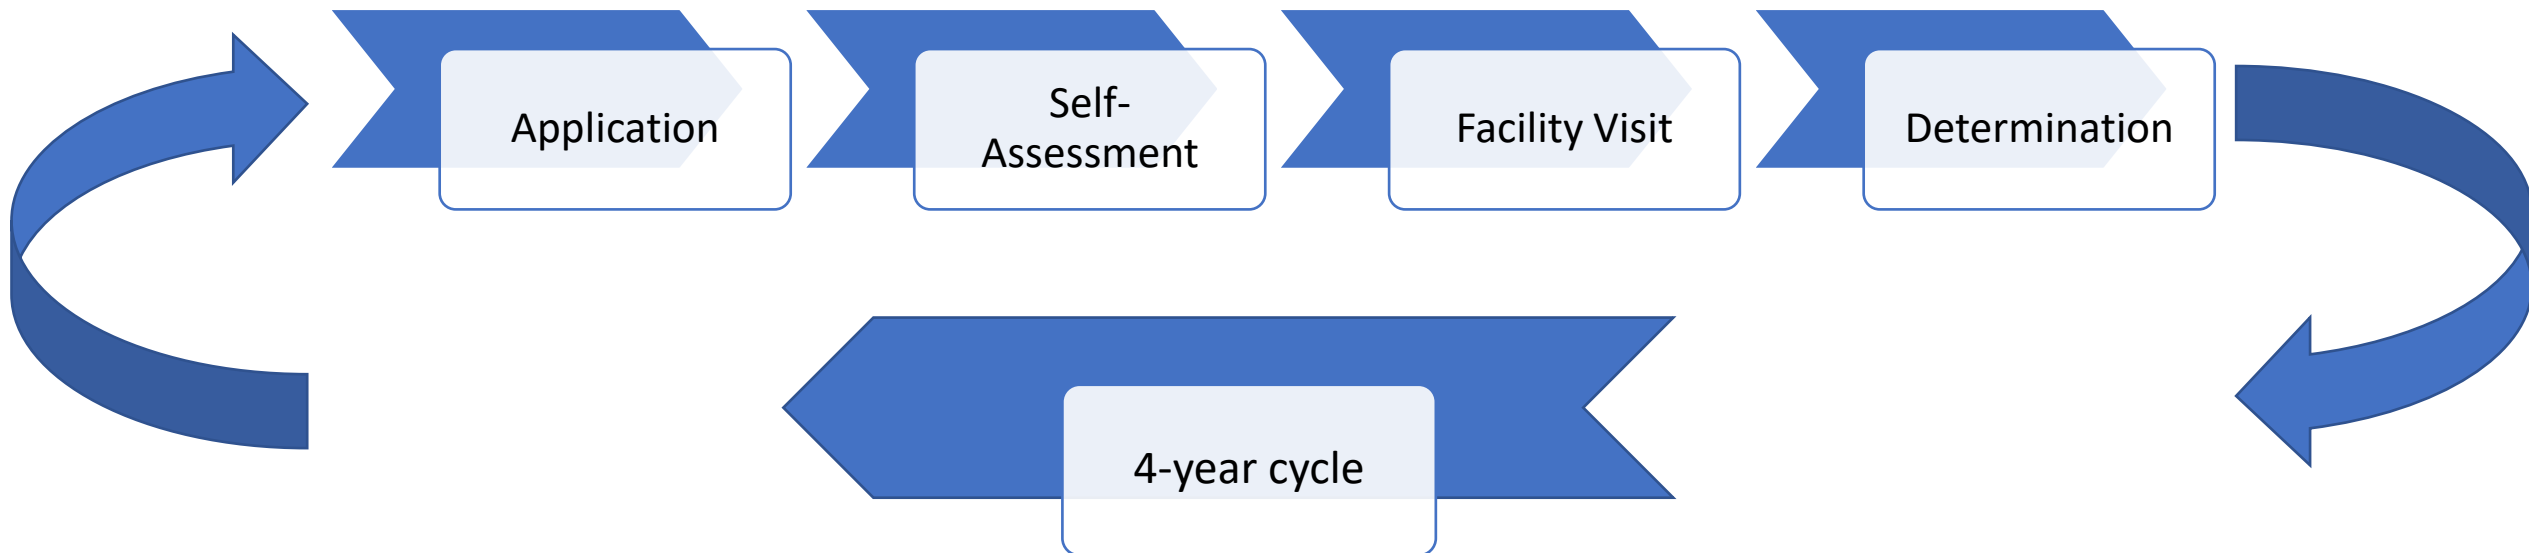 Application
Self-
Assessment
Facility Visit
Determination
4-year cycle